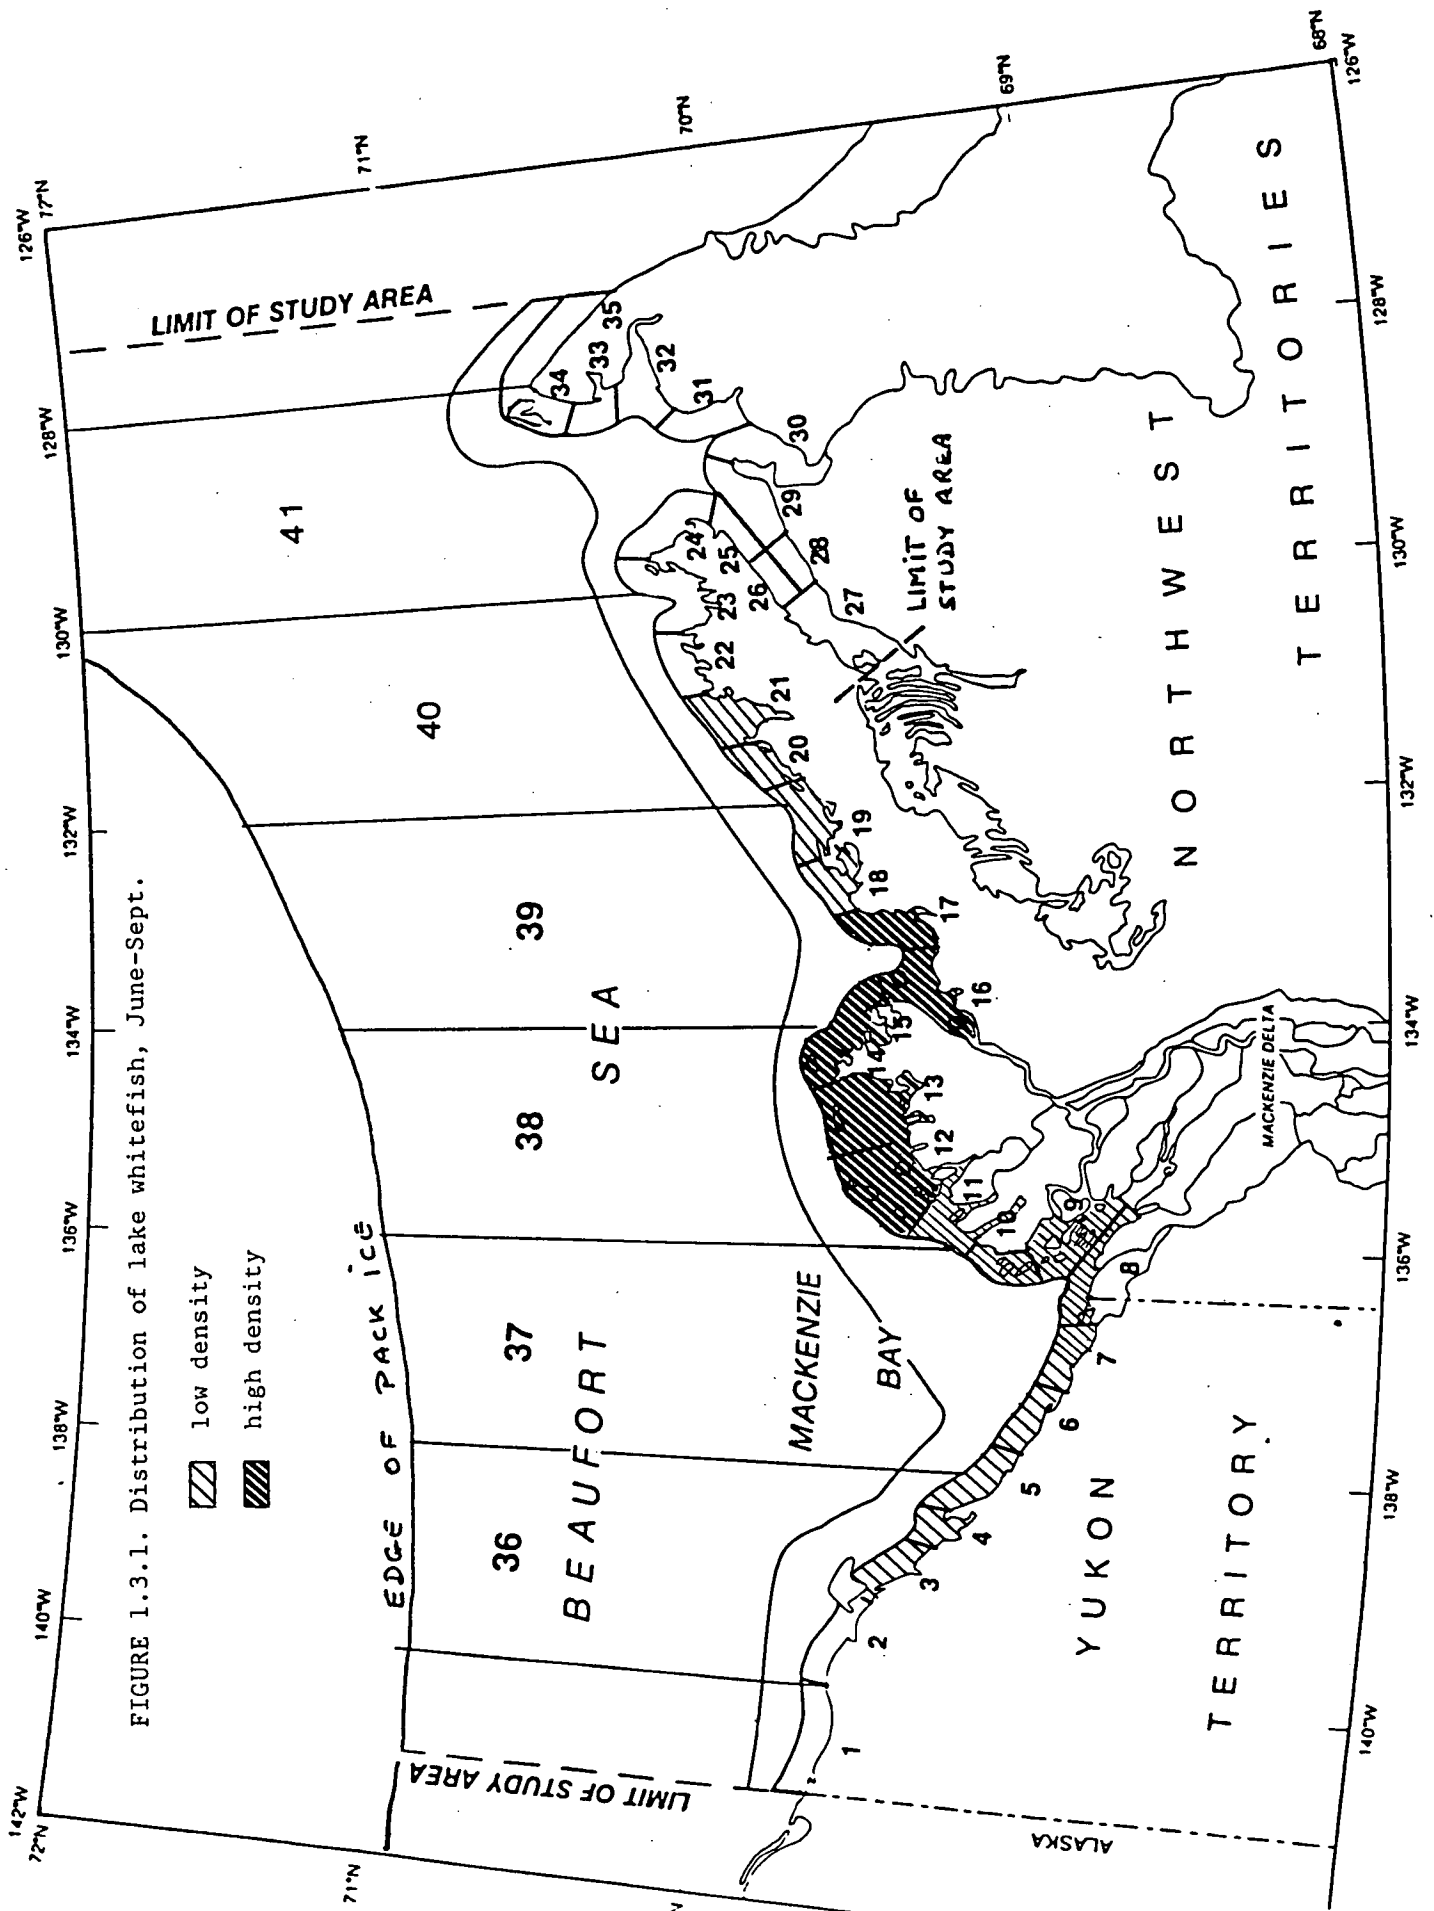 FIGURE 1.3.1. Distribution of lake whitefish, June-Sept.
low density
high density
142°W
140°W
138°W
136°W
134°W
132°W
130°W
128°W
126°W
72°N
72°N
71°N
71°N
70°N
N
69°N
68°N
126°W
128°W
130°W
132°W
134°W
136°W
138°W
140°W
EDGE OF PACK ICE
LIMIT OF STUDY AREA
LIMIT OF STUDY AREA
LIMIT OF
STUDY AREA
BEAUFORT
SEA
MACKENZIE
BAY
36
37
38
39
40
41
1
2
3
4
5
6
7
8
9
10
11
12
13
14
15
16
17
18
19
20
21
22
23
24
25
26
27
28
29
30
31
32
33
34
35
ALASKA
YUKON
TERRITORY
MACKENZIE DELTA
NORTHWEST
TERRITORIES